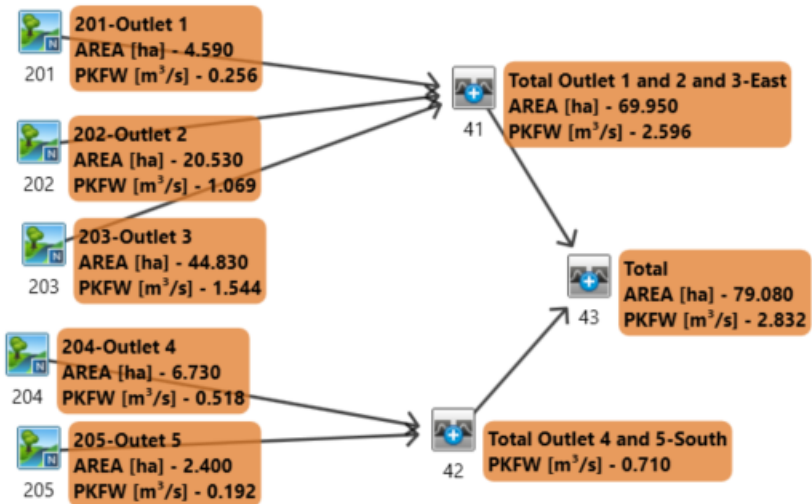 201-Outlet 1
AREA [ha] - 4.590
PKFW [m³/s] - 0.256
N
201
202-Outlet 2
AREA [ha] - 20.530
PKFW [m³/s] - 1.069
N
202
203-Outlet 3
AREA [ha] - 44.830
PKFW [m³/s] - 1.544
N
203
Total Outlet 1 and 2 and 3-East
AREA [ha] - 69.950
PKFW [m³/s] - 2.596
41
Total
AREA [ha] - 79.080
PKFW [m³/s] - 2.832
43
204-Outlet 4
AREA [ha] - 6.730
PKFW [m³/s] - 0.518
N
204
205-Outet 5
AREA [ha] - 2.400
PKFW [m³/s] - 0.192
N
205
Total Outlet 4 and 5-South
PKFW [m³/s] - 0.710
42